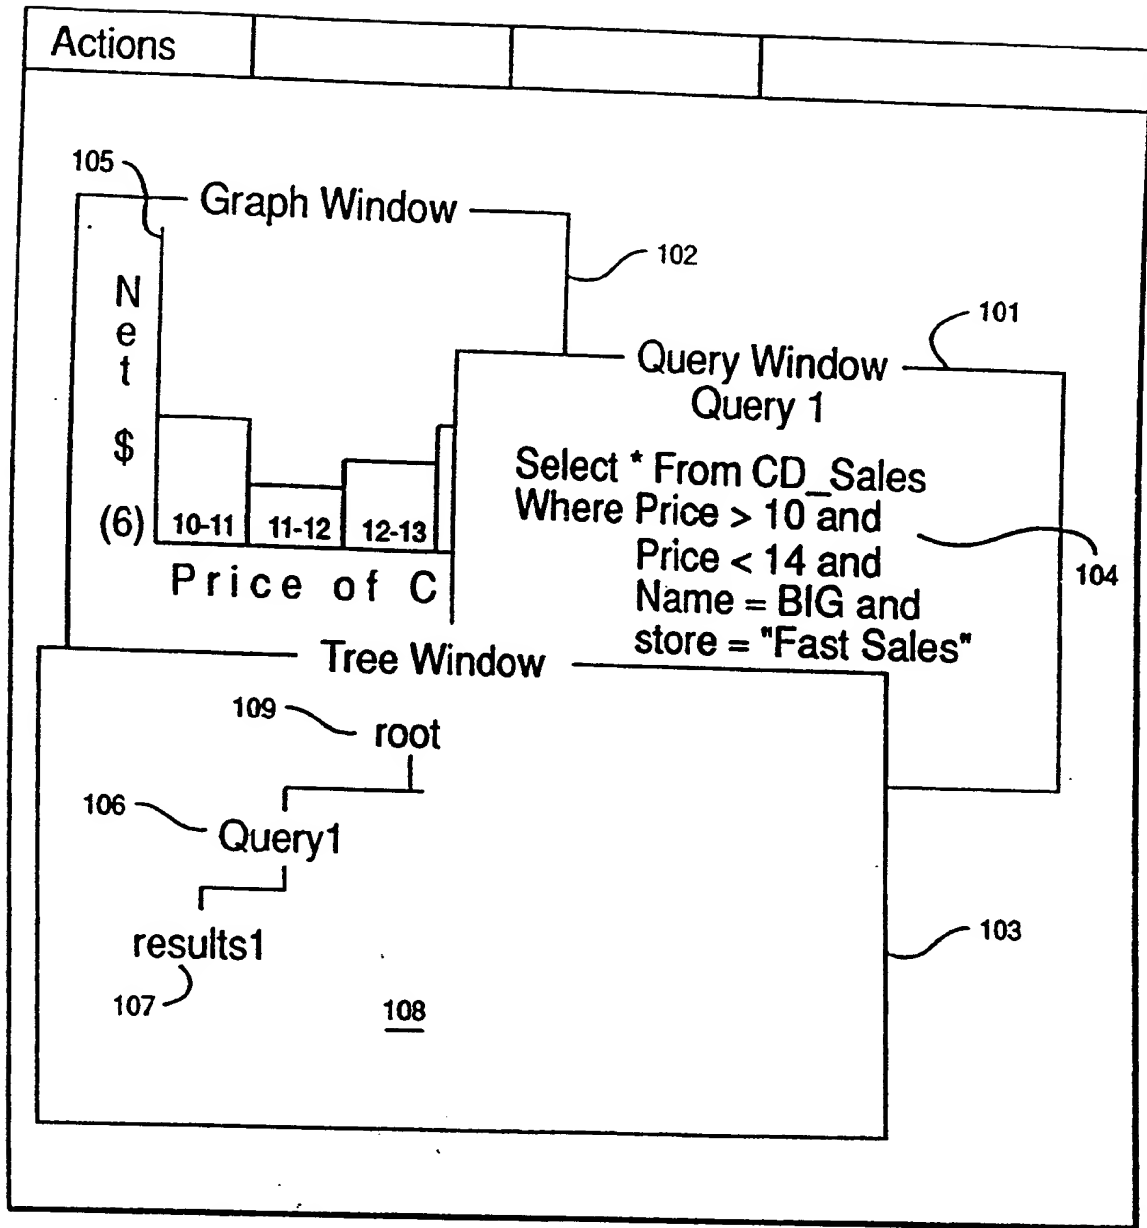 Actions
105
Graph Window
102
101
Net $ (6)
10-11 11-12 12-13
Price of C
Query Window
Query 1
Select * From CD_Sales
Where Price > 10 and
Price < 14 and
Name = BIG and
store = "Fast Sales"
104
Tree Window
109
root
106
Query1
results1
107
108
103